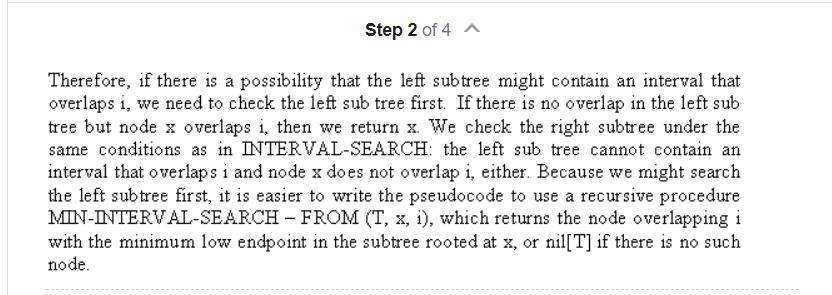 Step 2 of 4
Therefore, if there is a possibility that the left subtree might contain an interval that
overlaps i, we need to check the left sub tree first. If there is no overlap in the left sub
tree but node x overlaps i, then we return x. We check the right subtree under the
same conditions as in INTERVAL-SEARCH: the left sub tree cannot contain an
interval that overlaps i and node x does not overlap i, either. Because we might search
the left subtree first, it is easier to write the pseudocode to use a recursive procedure
MIN-INTERVAL-SEARCH – FROM (T, x, i), which returns the node overlapping i
with the minimum low endpoint in the subtree rooted at x, or nil[T] if there is no such
node.